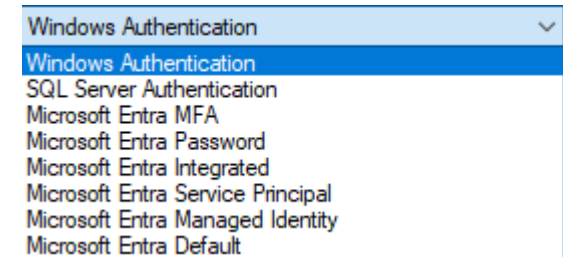 Windows Authentication
Windows Authentication
SQL Server Authentication
Microsoft Entra MFA
Microsoft Entra Password
Microsoft Entra Integrated
Microsoft Entra Service Principal
Microsoft Entra Managed Identity
Microsoft Entra Default